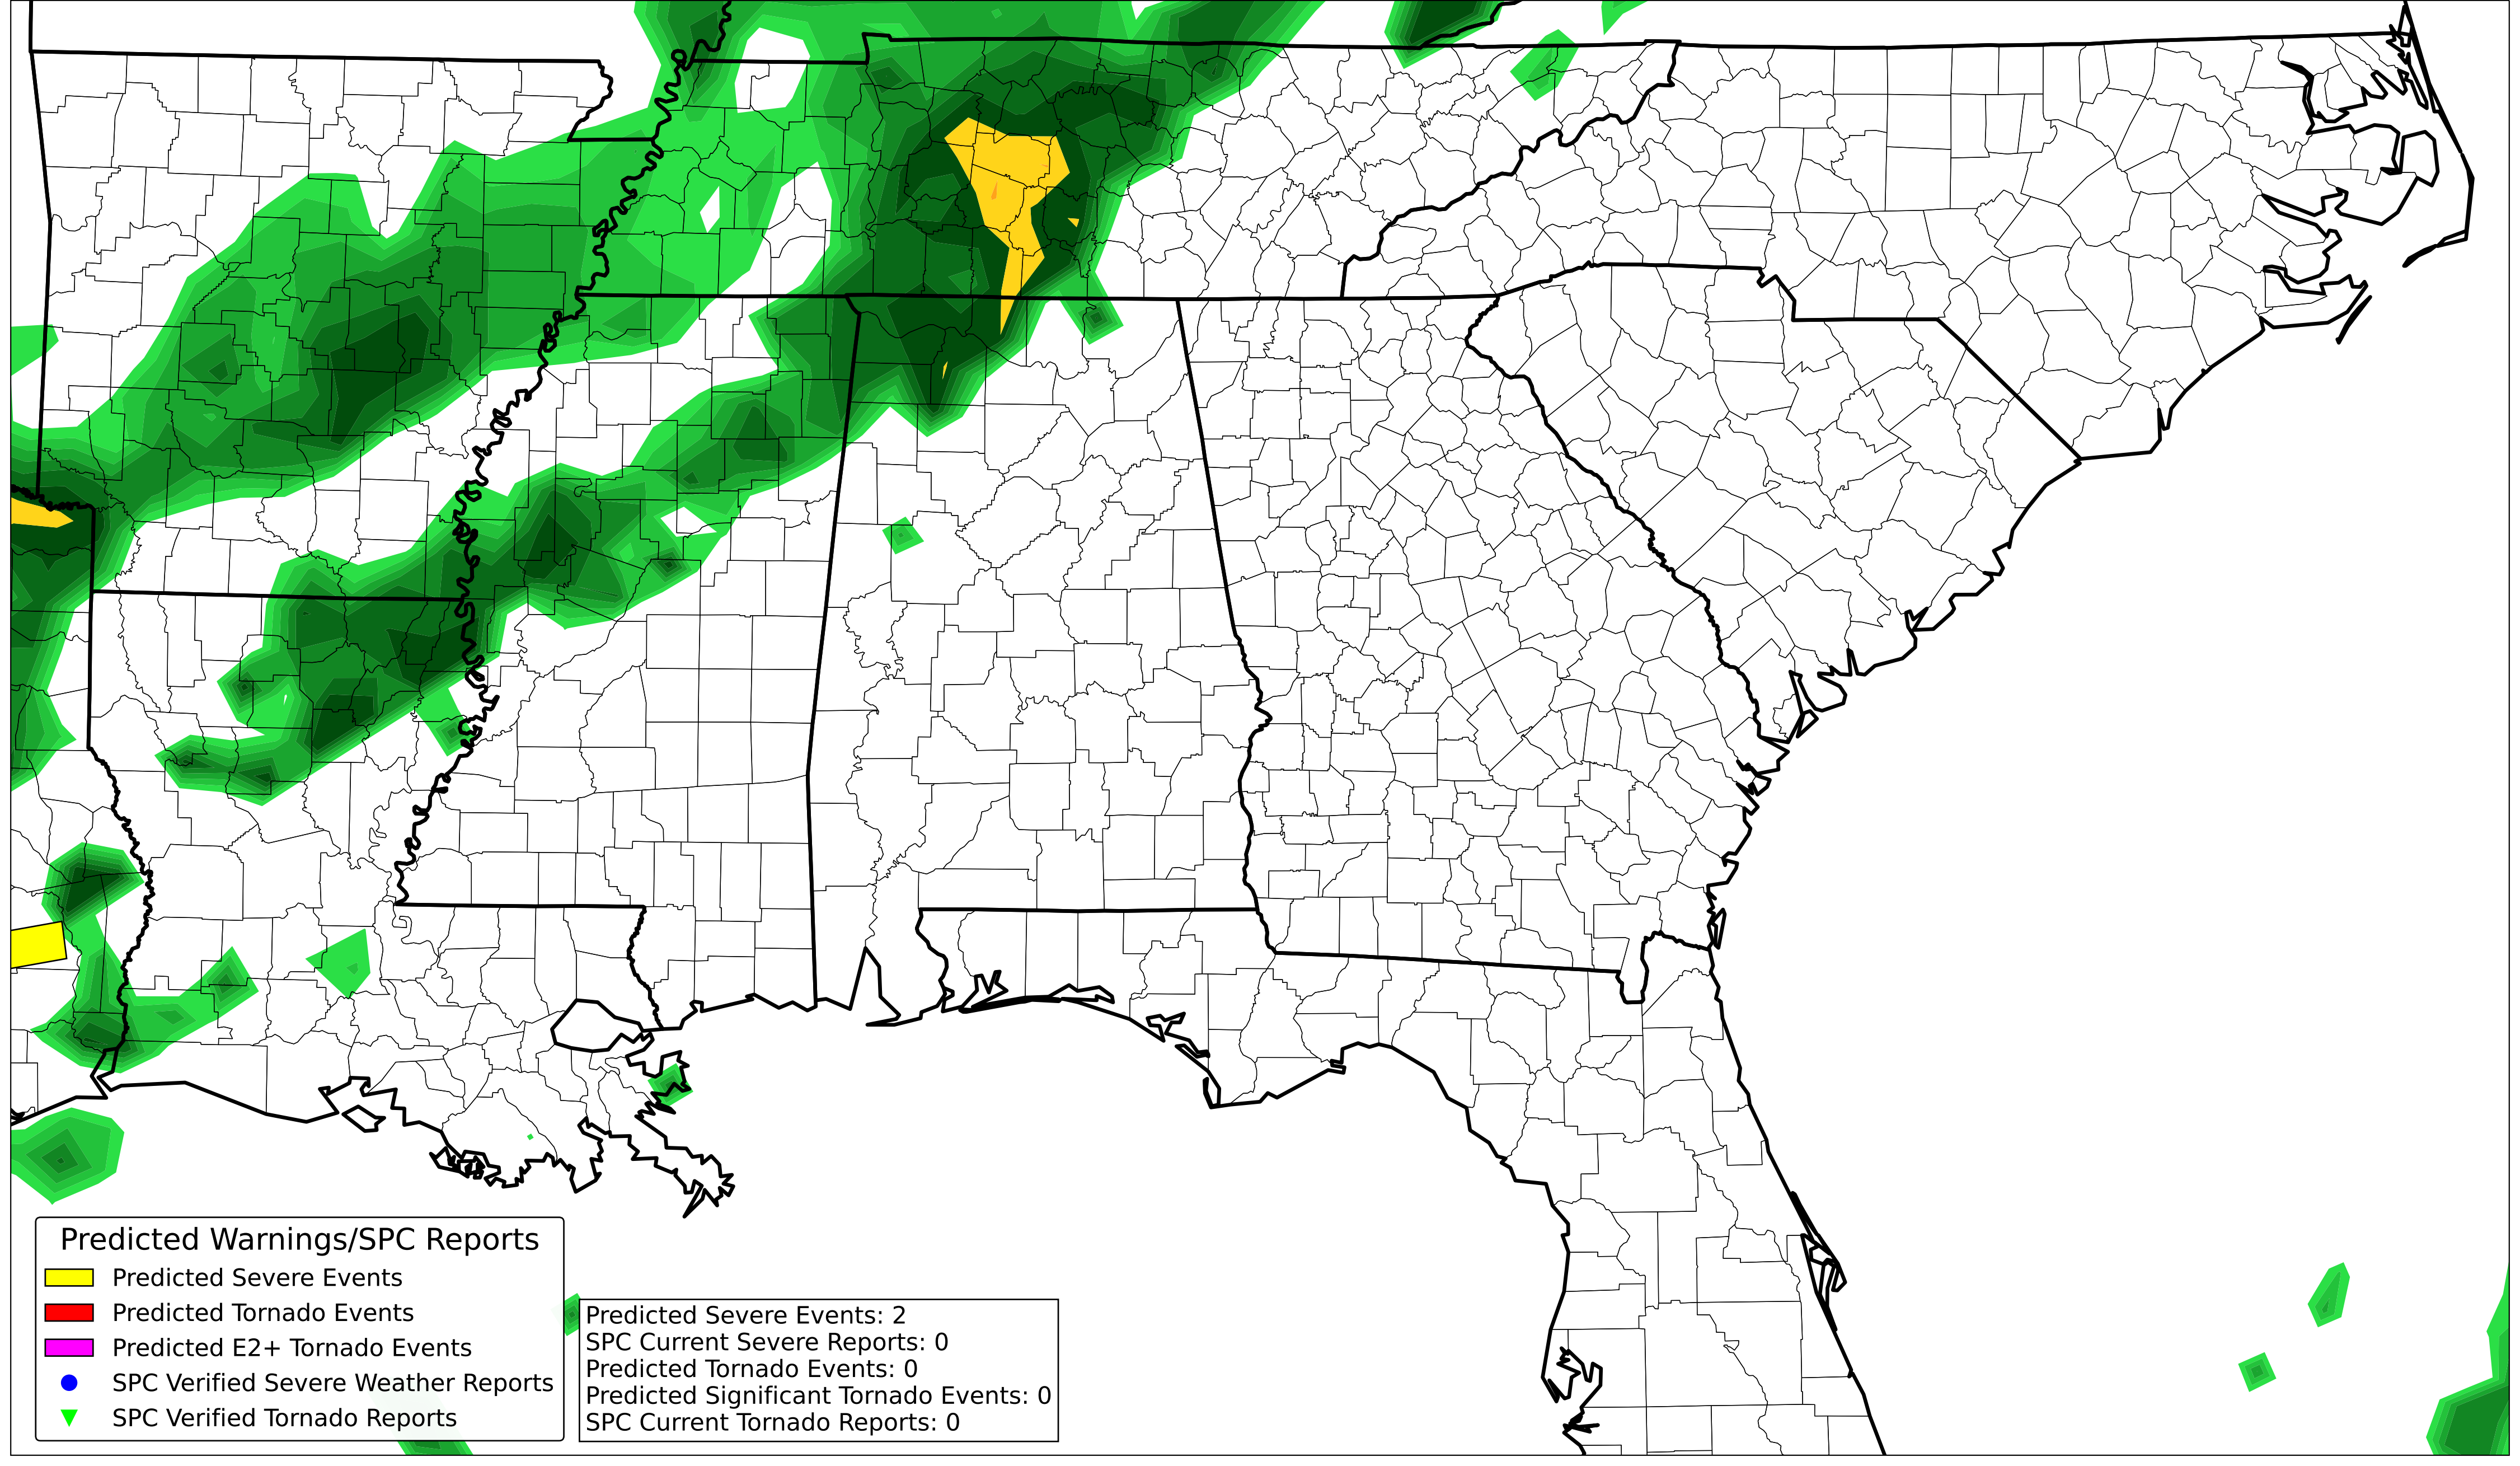 Predicted Warnings/SPC Reports
Predicted Severe Events
Predicted Tornado Events
Predicted E2+ Tornado Events
SPC Verified Severe Weather Reports
SPC Verified Tornado Reports
Predicted Severe Events: 2
SPC Current Severe Reports: 0
Predicted Tornado Events: 0
Predicted Significant Tornado Events: 0
SPC Current Tornado Reports: 0